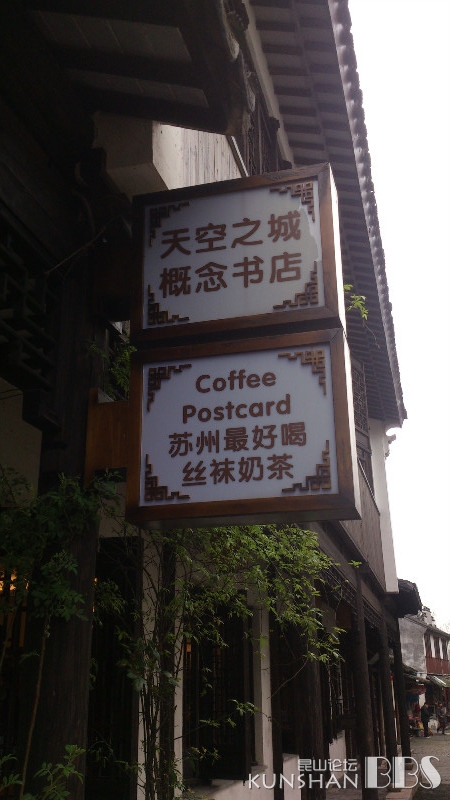 天空之城
概念书店
Coffee
Postcard
苏州最好喝
丝袜奶茶
昆山论坛
KUNSHAN BBS